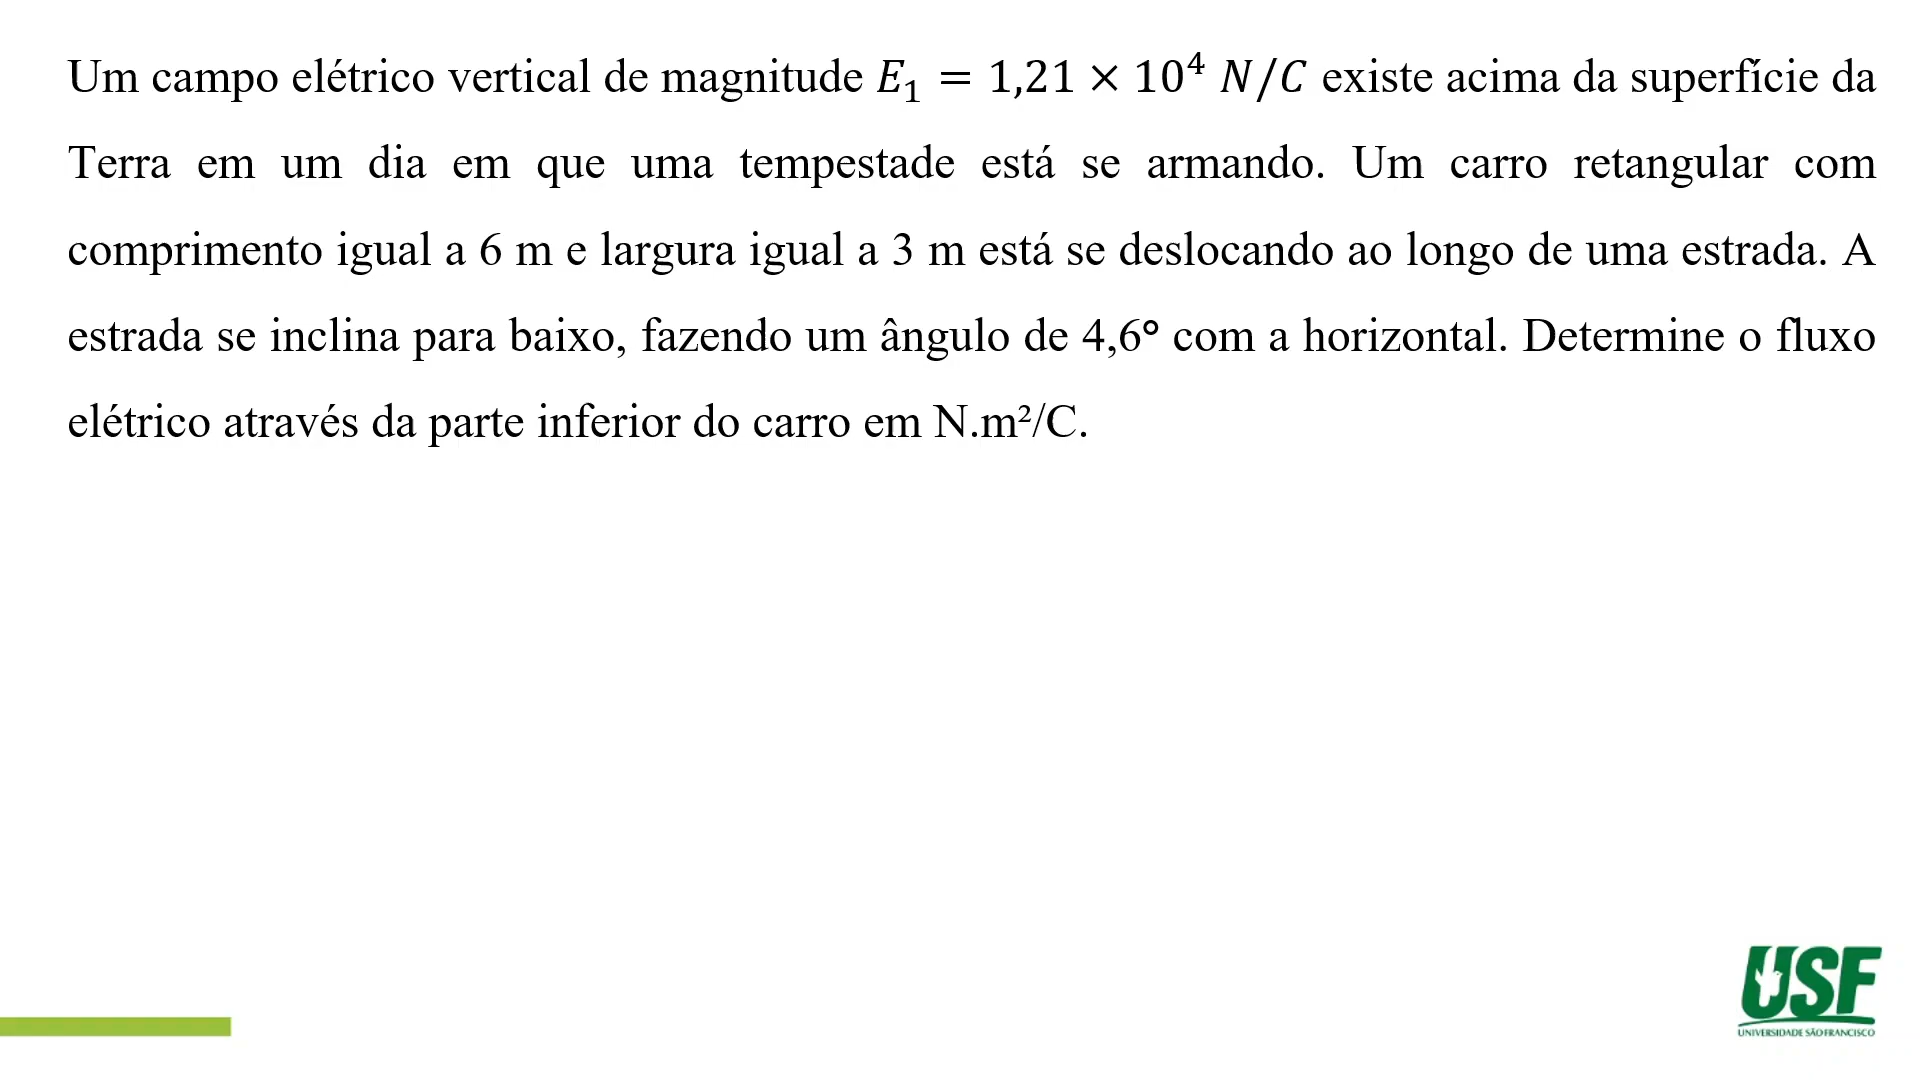 Um campo elétrico vertical de magnitude E₁ = 1,21 × 10⁴ N/C existe acima da superfície da
Terra em um dia em que uma tempestade está se armando. Um carro retangular com
comprimento igual a 6 m e largura igual a 3 m está se deslocando ao longo de uma estrada. A
estrada se inclina para baixo, fazendo um ângulo de 4,6° com a horizontal. Determine o fluxo
elétrico através da parte inferior do carro em N.m²/C.
USF
UNIVERSIDADE SÃO FRANCISCO